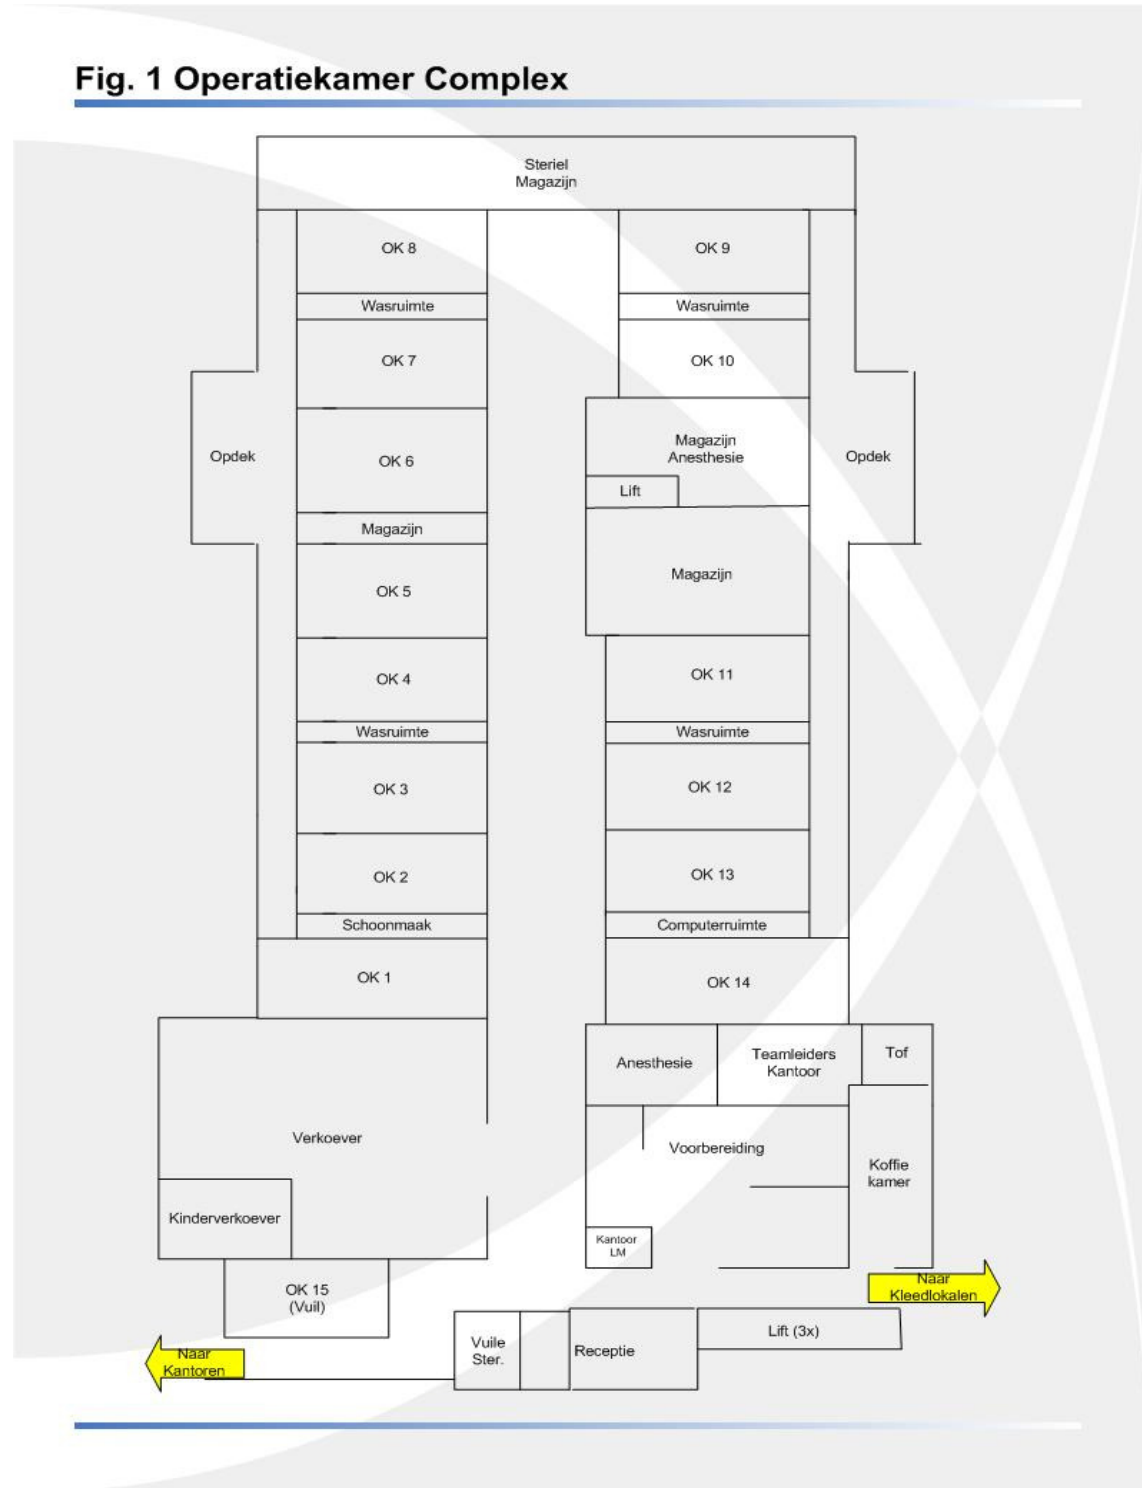 Fig. 1 Operatiekamer Complex
Steriel
Magazijn
OK 8
OK 9
Wasruimte
Wasruimte
OK 7
OK 10
Opdek
OK 6
Magazijn
Anesthesie
Opdek
Lift
Magazijn
Magazijn
OK 5
OK 4
OK 11
Wasruimte
Wasruimte
OK 3
OK 12
OK 2
OK 13
Schoonmaak
Computerruimte
OK 1
OK 14
Anesthesie
Teamleiders
Kantoor
Tof
Verkoever
Voorbereiding
Koffie
kamer
Kinderverkoever
Kantoor
LM
OK 15
(Vuil)
Naar
Kleedlokalen
Naar
Kantoren
Vuile
Ster.
Receptie
Lift (3x)